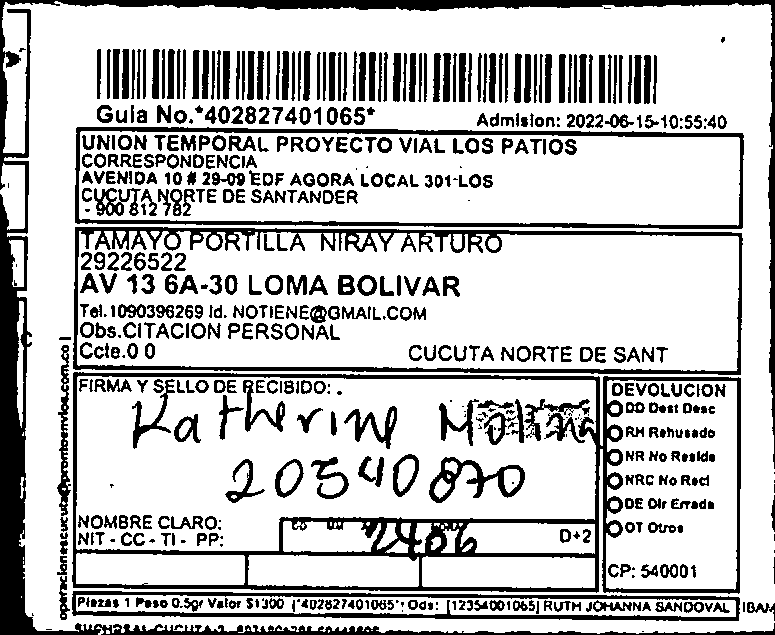 Guia No.*402827401065*
Admision: 2022-06-15-10:55:40
UNION TEMPORAL PROYECTO VIAL LOS PATIOS
CORRESPONDENCIA
AVENIDA 10 # 29-09 EDF AGORA LOCAL 301-LOS
CUCUTA NORTE DE SANTANDER
- 900 812 782
TAMAYO PORTILLA NIRAY ARTURO
29226522
AV 13 6A-30 LOMA BOLIVAR
Tel.1090396269 Id. NOTIENE@GMAIL.COM
Obs.CITACION PERSONAL
Ccte.0 0
CUCUTA NORTE DE SANT
FIRMA Y SELLO DE RECIBIDO: .
Katherine Molina
20540870
NOMBRE CLARO:
NIT - CC - TI - PP:
2406
D+2
DEVOLUCION
DD Dest Desc
RH Rehusado
NR No Reside
NRC No Recl
DE Dir Errada
OT Otros
CP: 540001
operacionescucuta@prontoenvios.com.co |
Piezas 1 Peso 0.5gr Valor $1300 (*402827401065*) Ods: [12354001065] RUTH JOHANNA SANDOVAL